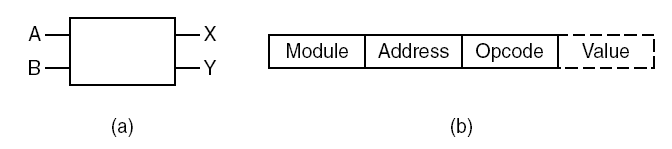 A X
B Y
Module Address Opcode Value
(a) (b)